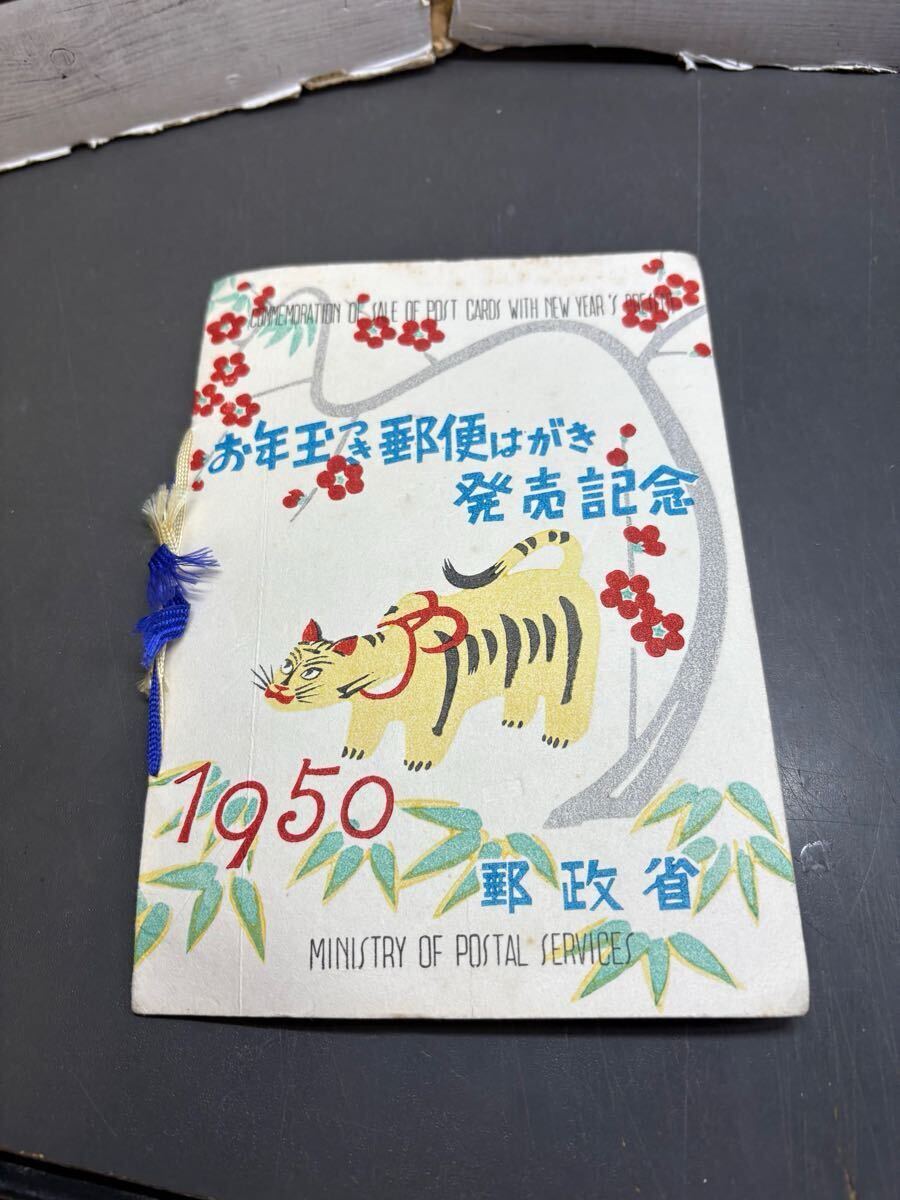 COMMEMORATION OF SALE OF POST CARDS WITH NEW YEAR'S PRESENT
お年玉つき郵便はがき
発売記念
1950
郵政省
MINISTRY OF POSTAL SERVICES